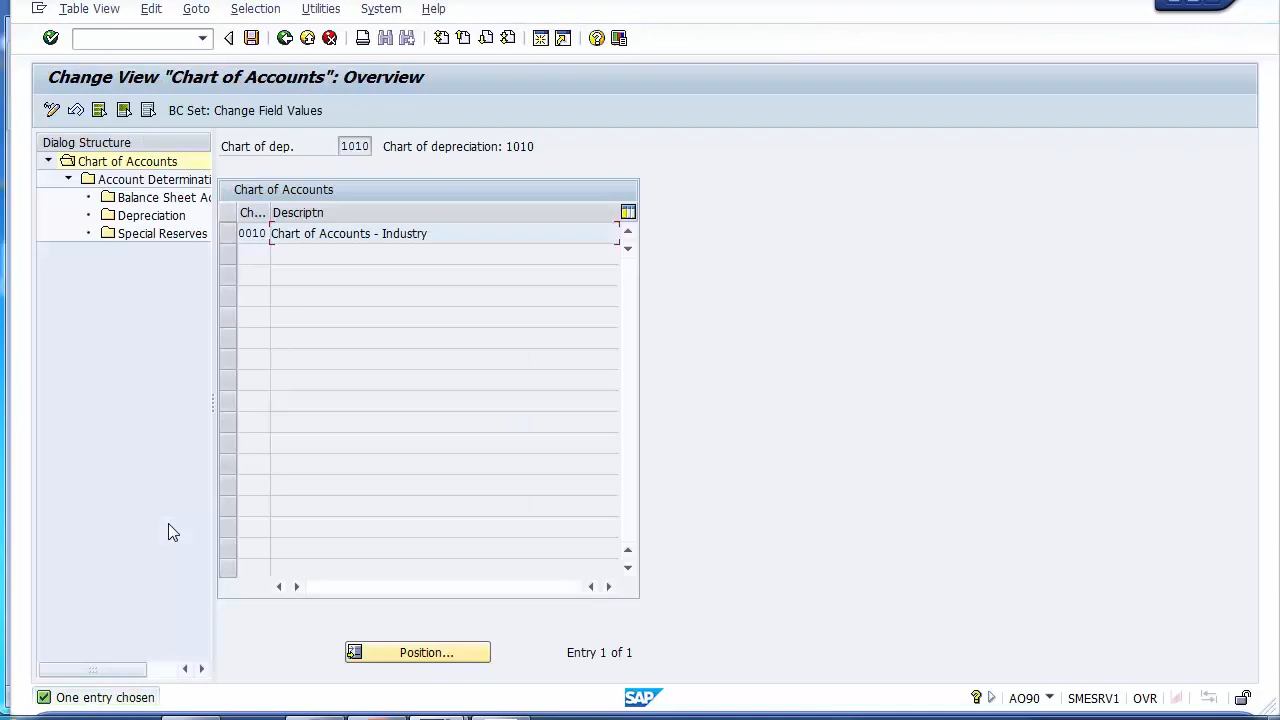 Table View Edit Goto Selection Utilities System Help
Change View "Chart of Accounts": Overview
BC Set: Change Field Values
Dialog Structure
Chart of Accounts
Account Determinati
Balance Sheet Ac
Depreciation
Special Reserves
Chart of dep. 1010 Chart of depreciation: 1010
Chart of Accounts
Ch... Descriptn
0010 Chart of Accounts - Industry
Position... Entry 1 of 1
One entry chosen SAP AO90 SMESRV1 OVR